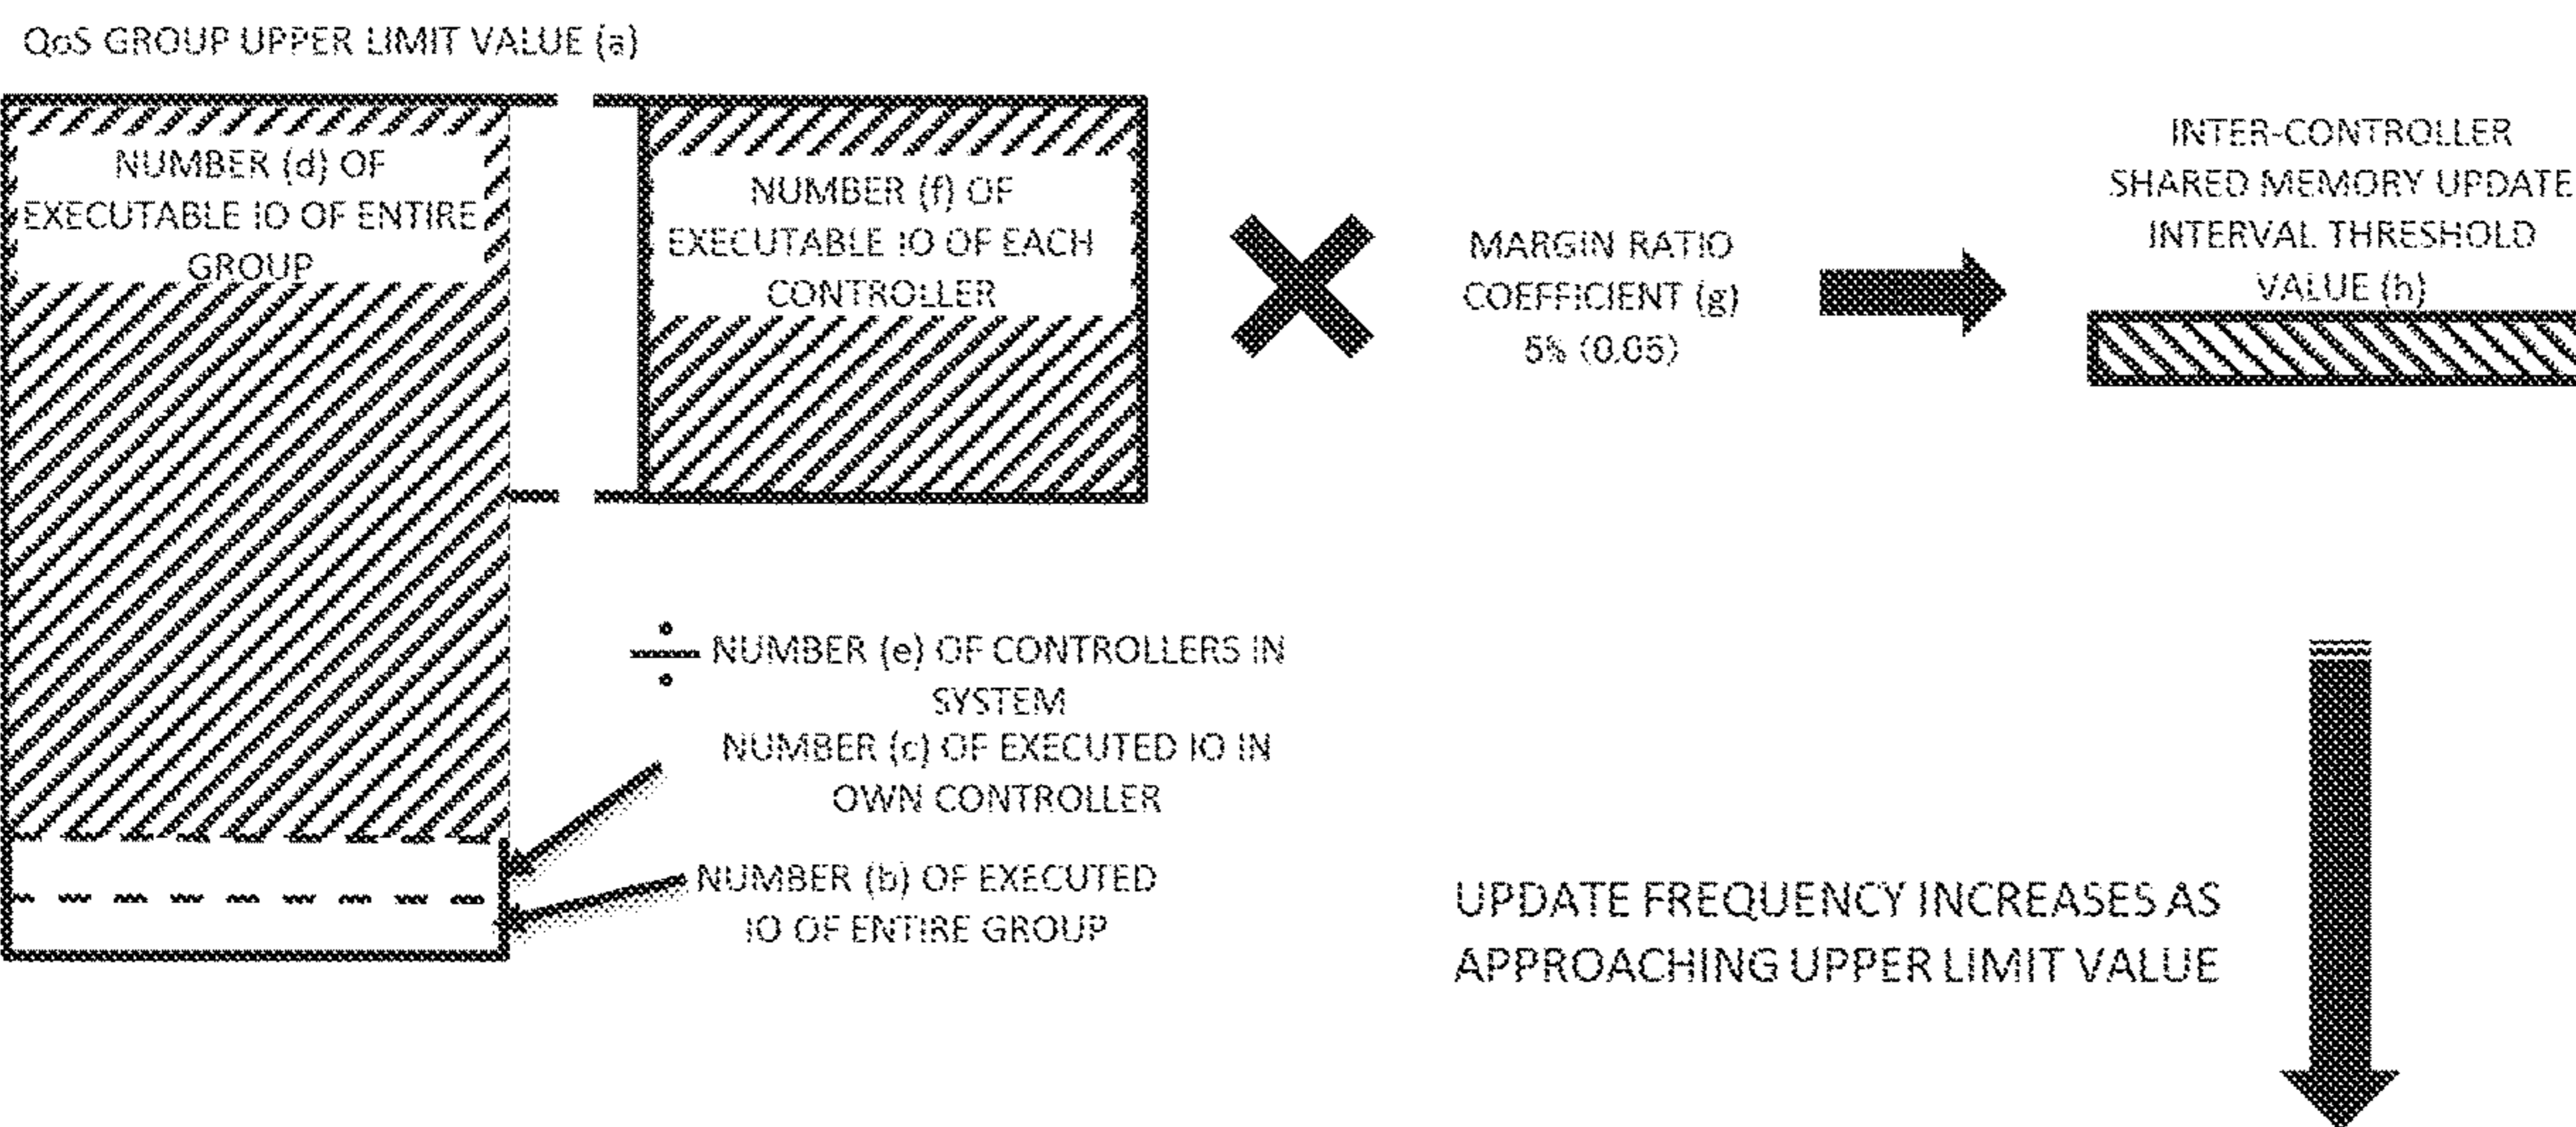 QoS GROUP UPPER LIMIT VALUE (a)
NUMBER (d) OF
EXECUTABLE IO OF ENTIRE
GROUP
NUMBER (f) OF
EXECUTABLE IO OF EACH
CONTROLLER
MARGIN RATIO
COEFFICIENT (g)
5% (0.05)
INTER-CONTROLLER
SHARED MEMORY UPDATE
INTERVAL THRESHOLD
VALUE (h)
÷ NUMBER (e) OF CONTROLLERS IN
SYSTEM
NUMBER (c) OF EXECUTED IO IN
OWN CONTROLLER
NUMBER (b) OF EXECUTED
IO OF ENTIRE GROUP
UPDATE FREQUENCY INCREASES AS
APPROACHING UPPER LIMIT VALUE